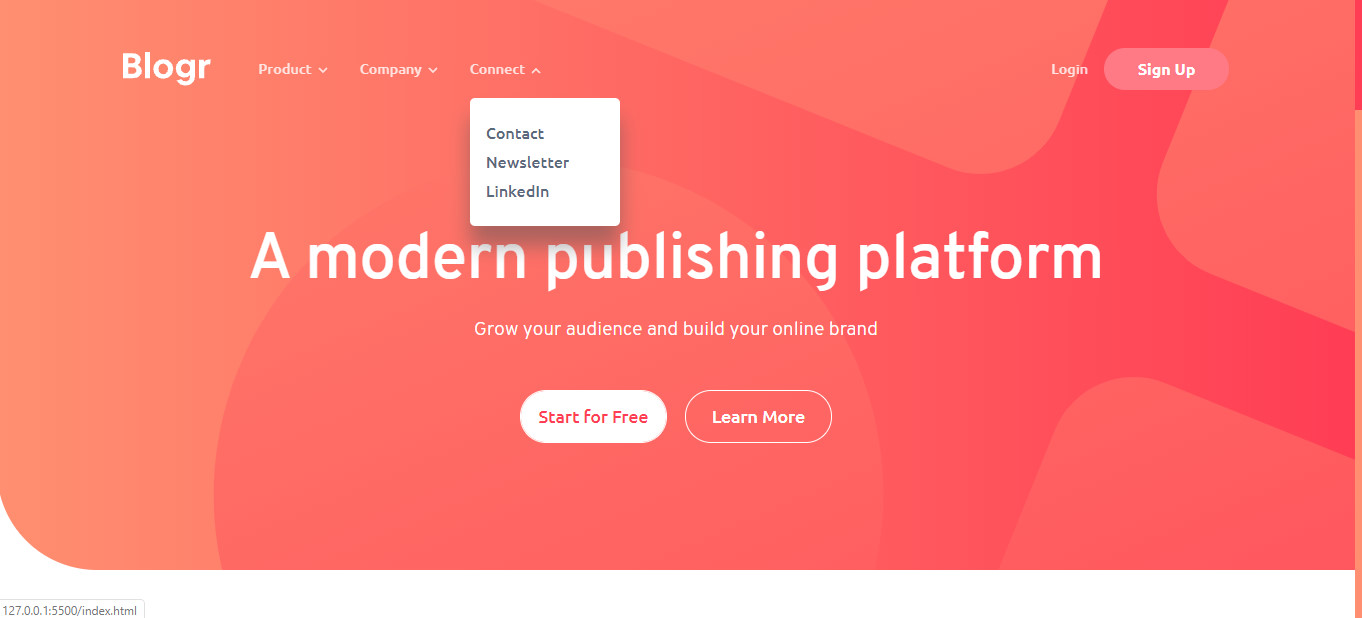 Blogr Product Company Connect Login Sign Up
Contact
Newsletter
LinkedIn
A modern publishing platform
Grow your audience and build your online brand
Start for Free Learn More
127.0.0.1:5500/index.html